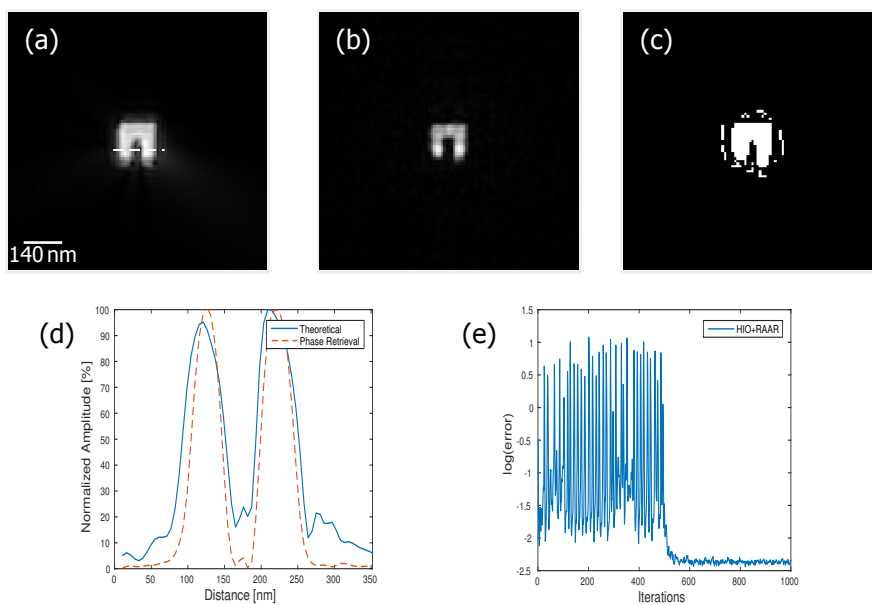 (a)
(b)
(c)
140 nm
(d)
100
90
80
70
60
50
40
30
20
10
0
0 50 100 150 200 250 300 350
Normalized Amplitude [%]
Distance [nm]
Theoretical
Phase Retrieval
(e)
1.5
1
0.5
0
-0.5
-1
-1.5
-2
-2.5
0 200 400 600 800 1000
log(error)
Iterations
HIO+RAAR